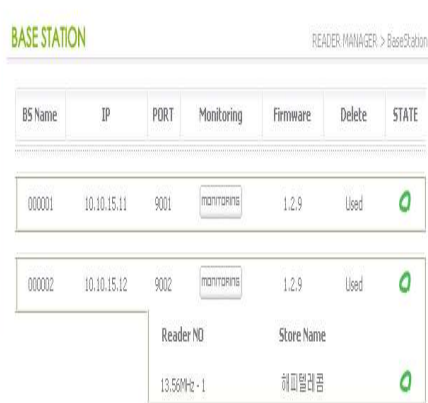 BASE STATION
READER MANAGER > BaseStation
BS Name IP PORT Monitoring Firmware Delete STATE
000001 10.10.15.11 9001 MONITORING 1.2.9 Used
000002 10.10.15.12 9002 MONITORING 1.2.9 Used
Reader NO Store Name
13.56MHz - 1 해피텔레콤